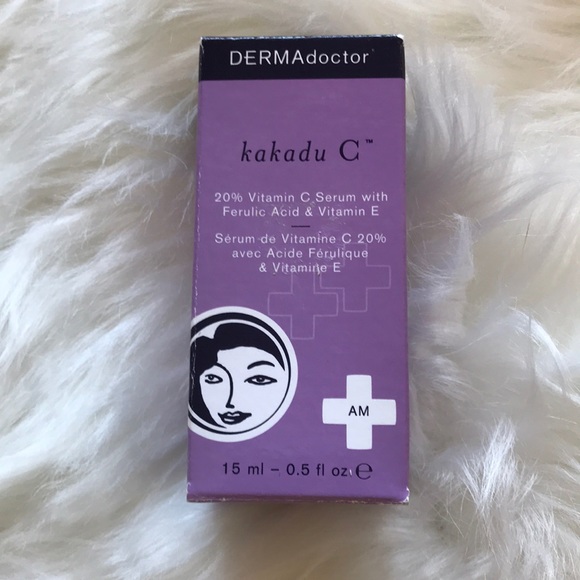 DERMAdoctor
kakadu C™
20% Vitamin C Serum with
Ferulic Acid & Vitamin E
Sérum de Vitamine C 20%
avec Acide Férulique
& Vitamine E
AM
15 ml – 0.5 fl oz ℮